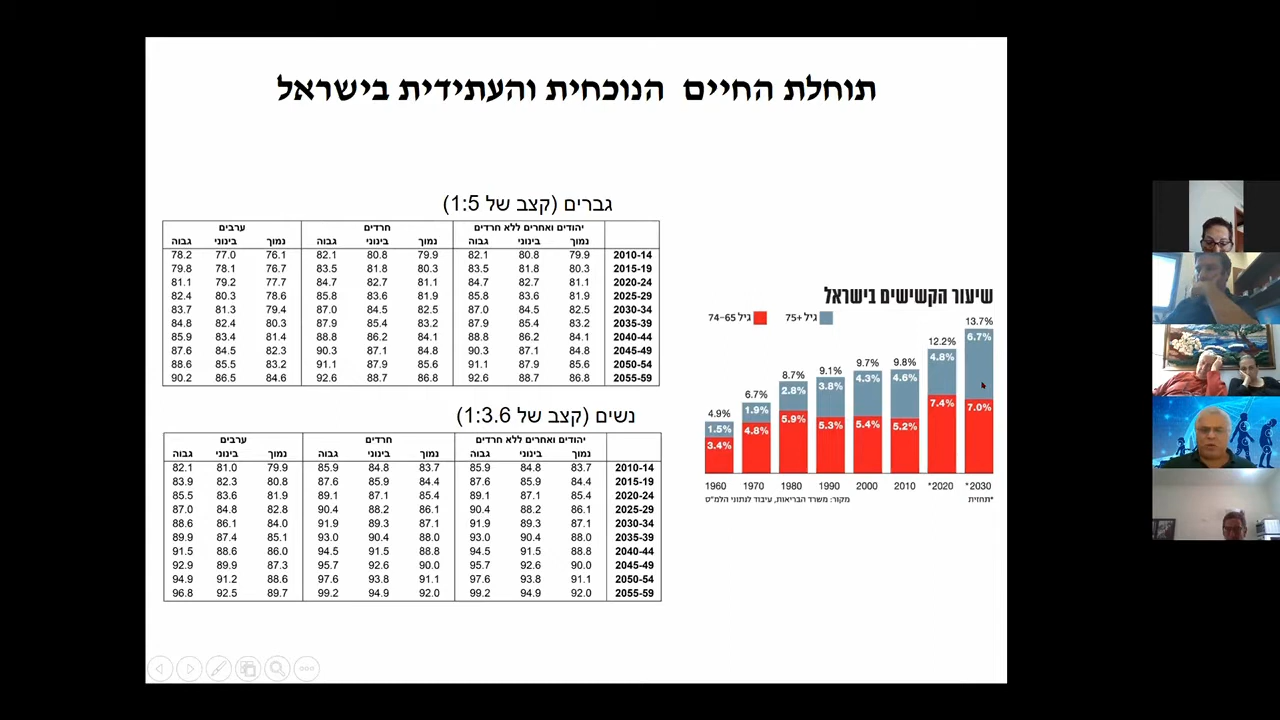 תוחלת החיים הנוכחית והעתידית בישראל
גברים (קצב של 1:5)
יהודים ואחרים ללא חרדים חרדים ערבים
נמוך בינוני גבוה נמוך בינוני גבוה נמוך בינוני גבוה
2010-14 79.9 80.8 82.1 79.9 80.8 82.1 76.1 77.0 78.2
2015-19 80.3 81.8 83.5 80.3 81.8 83.5 76.7 78.1 79.8
2020-24 81.1 82.7 84.7 81.1 82.7 84.7 77.7 79.2 81.1
2025-29 81.9 83.6 85.8 81.9 83.6 85.8 78.6 80.3 82.4
2030-34 82.5 84.5 87.0 82.5 84.5 87.0 79.4 81.3 83.7
2035-39 83.2 85.4 87.9 83.2 85.4 87.9 80.5 82.4 84.8
2040-44 84.1 86.2 88.8 84.1 86.2 88.8 81.4 83.4 85.9
2045-49 84.8 87.1 90.3 84.8 87.1 90.3 82.3 84.5 87.6
2050-54 85.6 87.9 91.1 85.6 87.9 91.1 83.2 85.5 88.6
2055-59 86.8 88.7 92.6 86.8 88.7 92.6 84.6 86.5 90.2
נשים (קצב של 1:3.6)
יהודים ואחרים ללא חרדים חרדים ערבים
נמוך בינוני גבוה נמוך בינוני גבוה נמוך בינוני גבוה
2010-14 83.7 84.8 85.9 83.7 84.8 85.9 79.9 81.0 82.1
2015-19 84.4 85.9 87.6 84.4 85.9 87.6 80.8 82.3 83.9
2020-24 85.4 87.1 89.1 85.4 87.1 89.1 81.9 83.6 85.5
2025-29 86.1 88.2 90.4 86.1 88.2 90.4 82.8 84.8 87.0
2030-34 87.1 89.3 91.9 87.1 89.3 91.9 84.0 86.1 88.6
2035-39 88.0 90.4 93.0 88.0 90.4 93.0 85.1 87.4 89.9
2040-44 88.8 91.5 94.5 88.8 91.5 94.5 86.0 88.6 91.5
2045-49 90.0 92.6 95.7 90.0 92.6 95.7 87.3 89.9 92.9
2050-54 91.1 93.8 97.6 91.1 93.8 97.6 88.6 91.2 94.9
2055-59 92.0 94.9 99.2 92.0 94.9 99.2 89.7 92.5 96.8
שיעור הקשישים בישראל
גיל 75+ גיל 74-65
4.9% 6.7% 8.7% 9.1% 9.7% 9.8% 12.2% 13.7%
1.5% 1.9% 2.8% 3.8% 4.3% 4.6% 4.8% 6.7%
3.4% 4.8% 5.9% 5.3% 5.4% 5.2% 7.4% 7.0%
1960 1970 1980 1990 2000 2010 *2020 *2030
*תחזית
מקור: משרד הבריאות, עיבוד לנתוני הלמ"ס